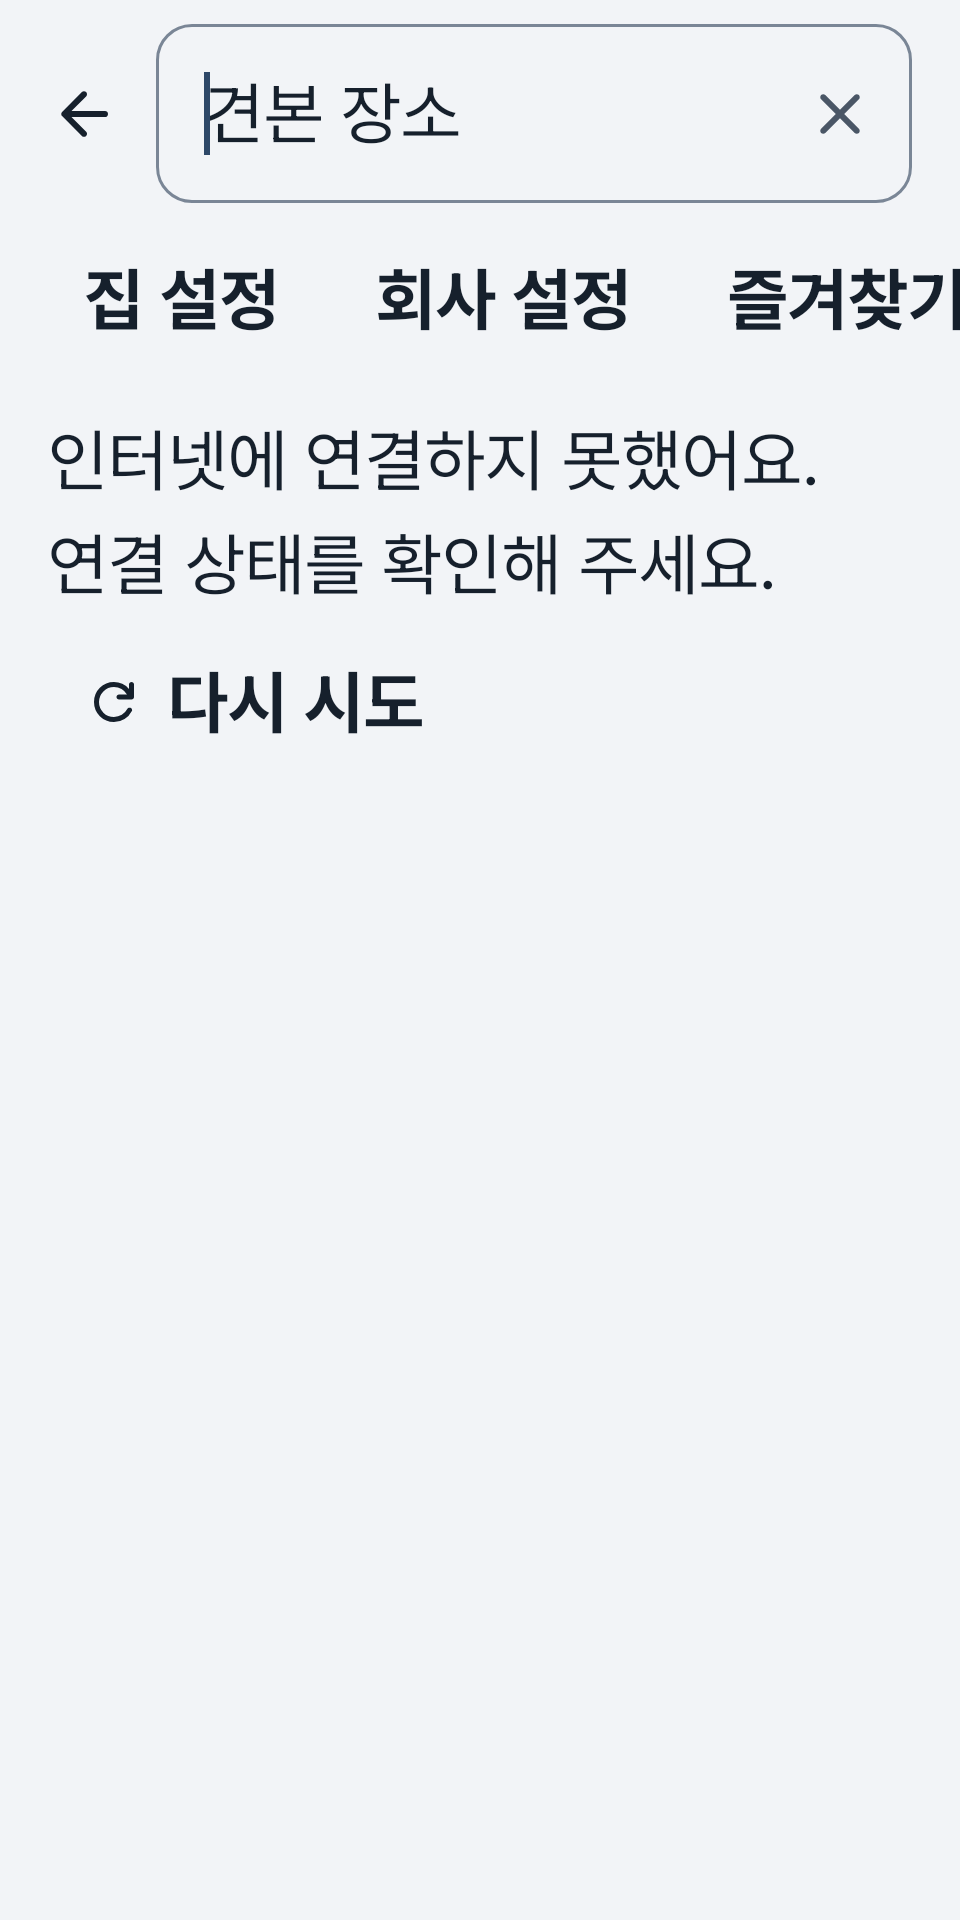 견본 장소
집 설정 회사 설정 즐겨찾기
인터넷에 연결하지 못했어요.
연결 상태를 확인해 주세요.
다시 시도